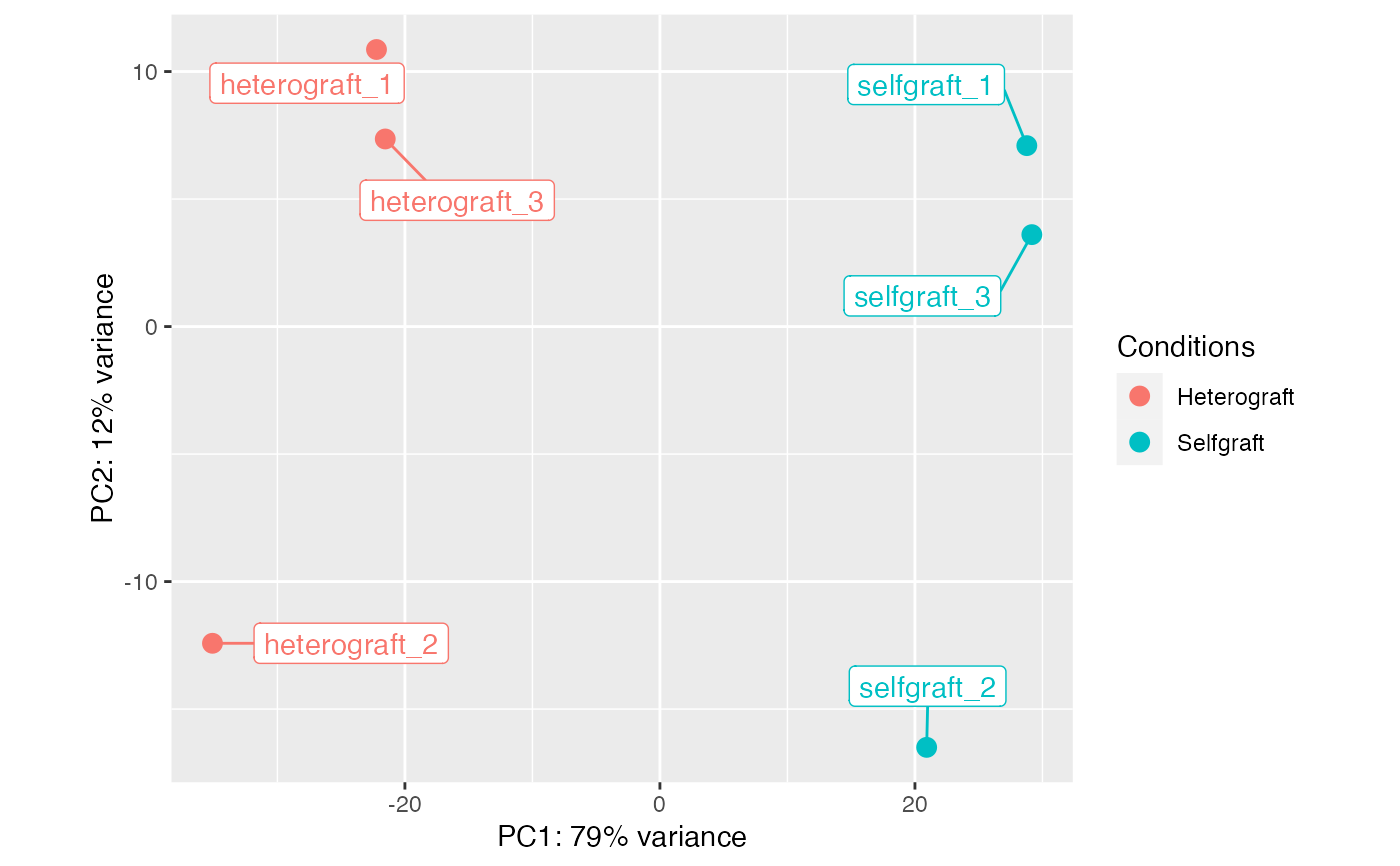 10
heterograft_1
selfgraft_1
heterograft_3
selfgraft_3
0
-10
heterograft_2
selfgraft_2
-20
0
20
PC1: 79% variance
PC2: 12% variance
Conditions
Heterograft
Selfgraft